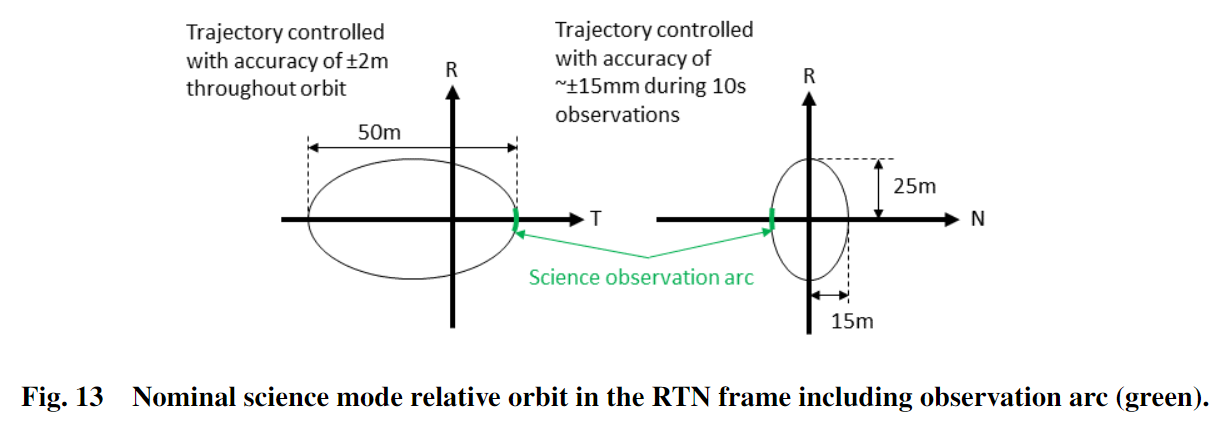 Trajectory controlled
with accuracy of ±2m
throughout orbit
Trajectory controlled
with accuracy of
~±15mm during 10s
observations
R
R
50m
25m
T
N
Science observation arc
15m
Fig. 13 Nominal science mode relative orbit in the RTN frame including observation arc (green).